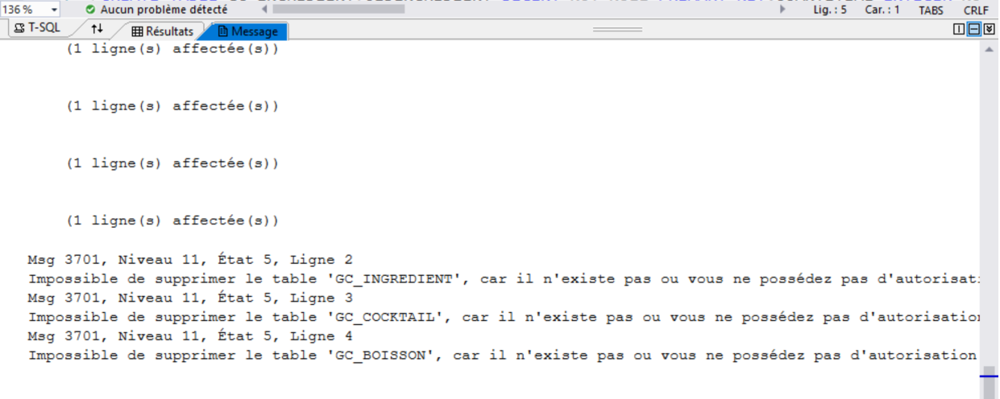 136 %
Aucun problème détecté
Lig. : 5
Car. : 1
TABS
CRLF
T-SQL
Résultats
Message
(1 ligne(s) affectée(s))
(1 ligne(s) affectée(s))
(1 ligne(s) affectée(s))
(1 ligne(s) affectée(s))
Msg 3701, Niveau 11, État 5, Ligne 2
Impossible de supprimer le table 'GC_INGREDIENT', car il n'existe pas ou vous ne possédez pas
Msg 3701, Niveau 11, État 5, Ligne 3
Impossible de supprimer le table 'GC_COCKTAIL', car il n'existe pas ou vous ne possédez pas d'autorisation
Msg 3701, Niveau 11, État 5, Ligne 4
Impossible de supprimer le table 'GC_BOISSON', car il n'existe pas ou vous ne possédez pas d'autorisation